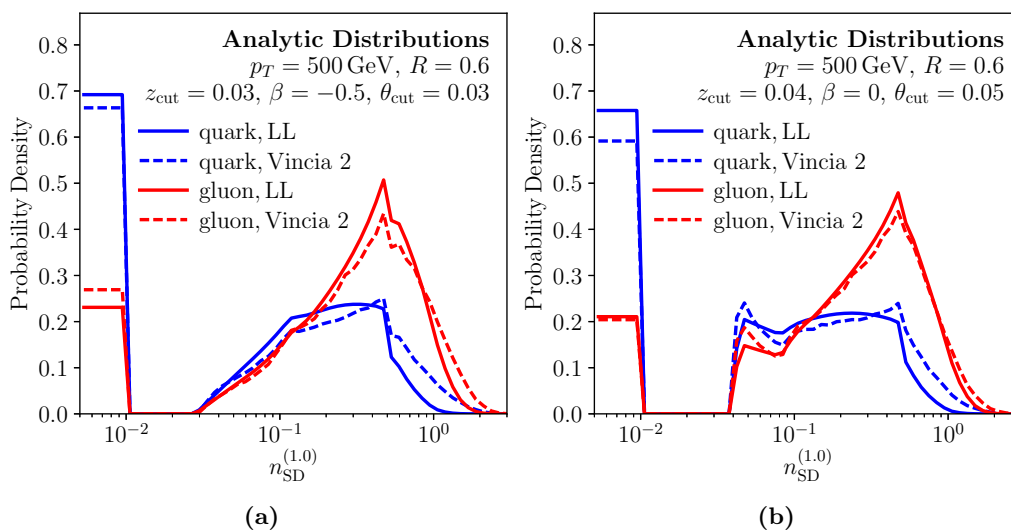 Analytic Distributions
p_T = 500 GeV, R = 0.6
z_cut = 0.03, β = −0.5, θ_cut = 0.03
quark, LL
quark, Vincia 2
gluon, LL
gluon, Vincia 2
Probability Density
0.8
0.7
0.6
0.5
0.4
0.3
0.2
0.1
0.0
10^−2
10^−1
10^0
n_SD^(1.0)
(a)
Analytic Distributions
p_T = 500 GeV, R = 0.6
z_cut = 0.04, β = 0, θ_cut = 0.05
quark, LL
quark, Vincia 2
gluon, LL
gluon, Vincia 2
Probability Density
0.8
0.7
0.6
0.5
0.4
0.3
0.2
0.1
0.0
10^−2
10^−1
10^0
n_SD^(1.0)
(b)